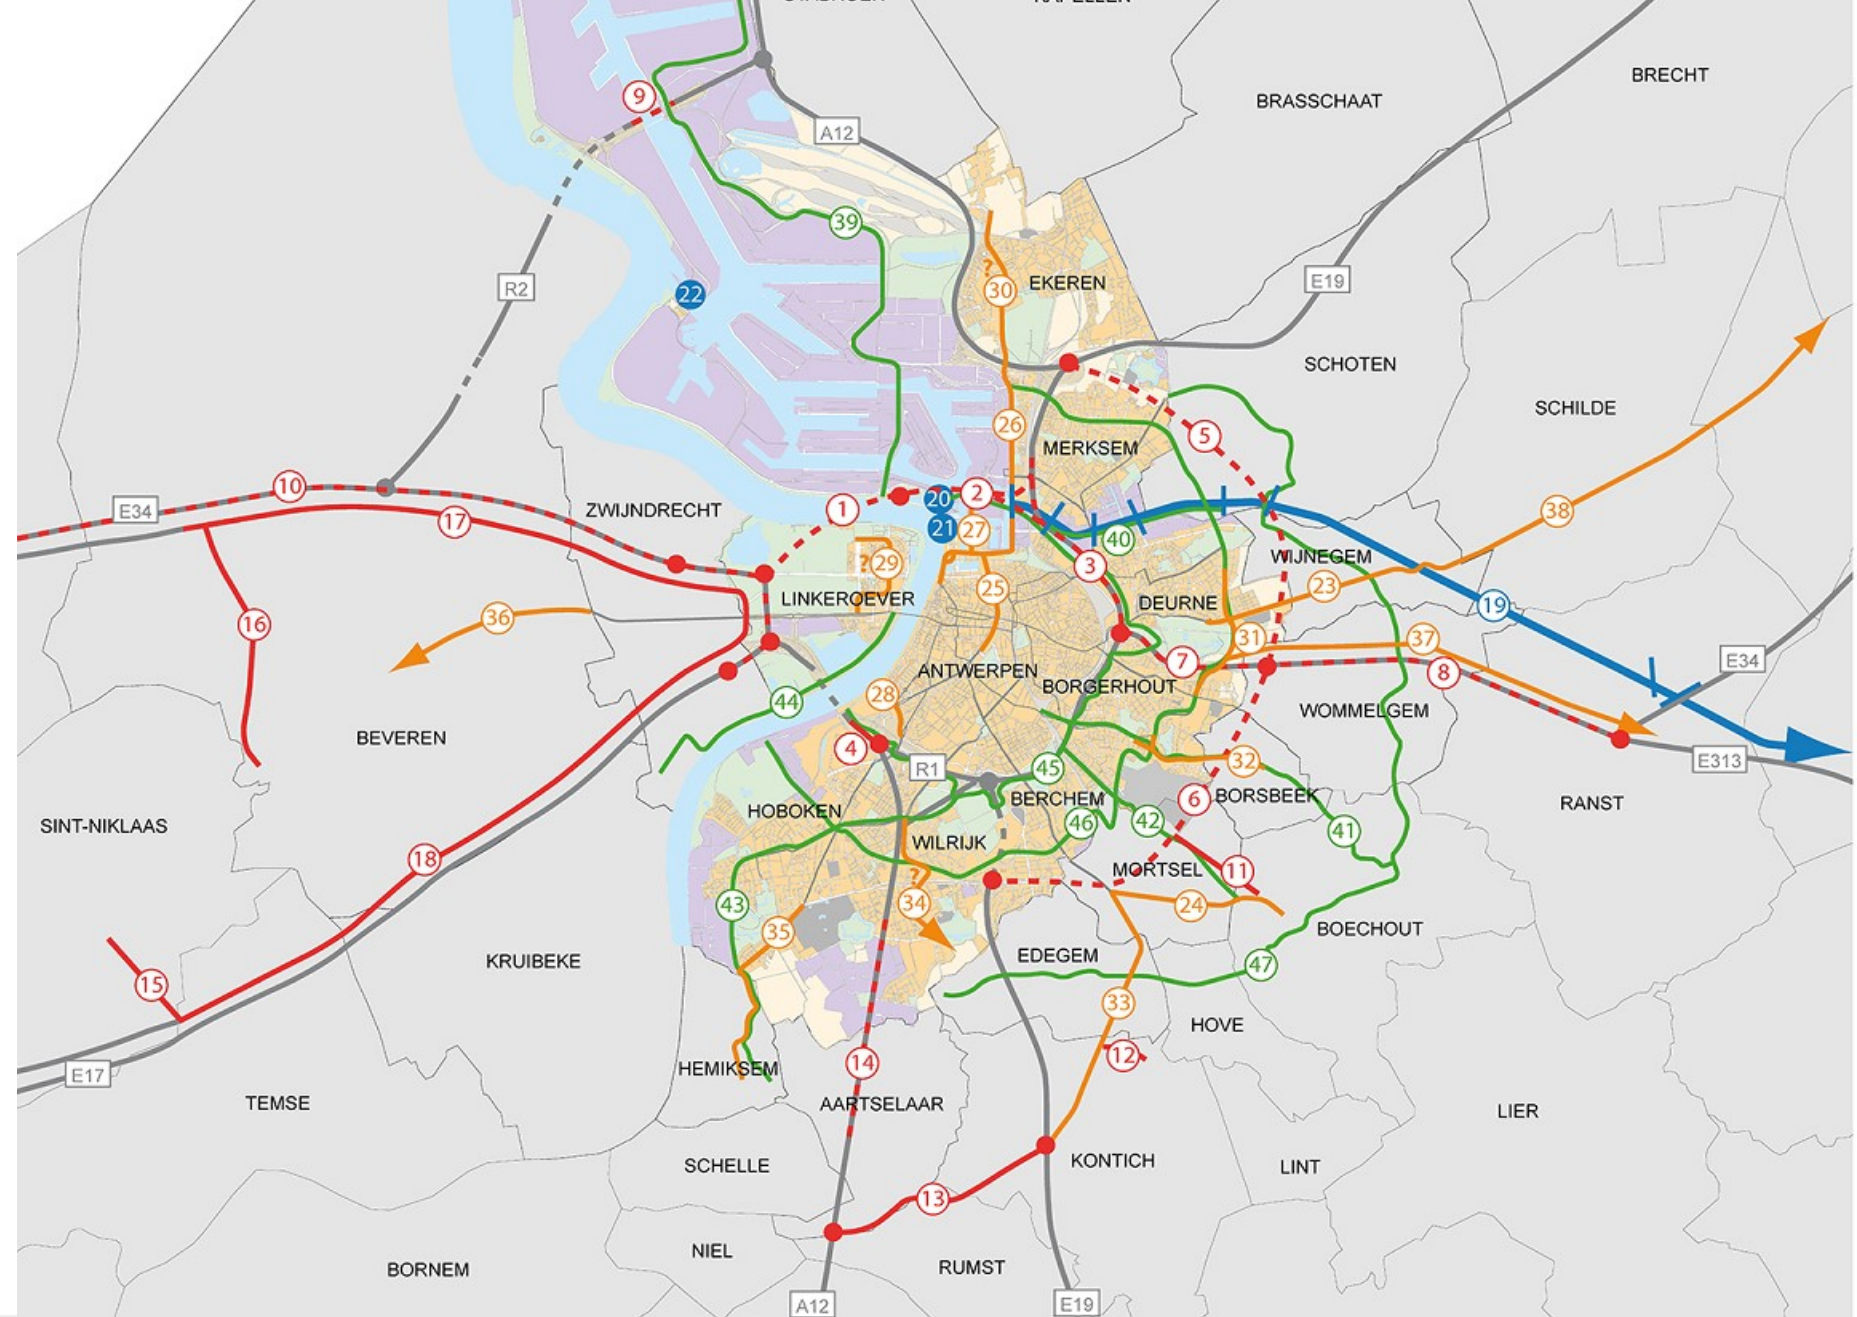 BRECHT
BRASSCHAAT
9
A12
39
R2
22
?
30
EKEREN
E19
SCHOTEN
SCHILDE
26
5
MERKSEM
10
E34
17
ZWIJNDRECHT
1
20
2
21
27
40
38
3
WIJNEGEM
?
29
25
23
19
LINKEROEVER
DEURNE
16
36
31
37
7
8
E34
ANTWERPEN
BORGERHOUT
28
44
WOMMELGEM
BEVEREN
4
R1
45
32
E313
6
BORSBEEK
BERCHEM
HOBOKEN
46
42
41
RANST
SINT-NIKLAAS
WILRIJK
18
MORTSEL
11
?
43
34
24
35
BOECHOUT
KRUIBEKE
EDEGEM
47
15
33
HOVE
12
14
HEMIKSEM
E17
TEMSE
AARTSELAAR
LIER
SCHELLE
KONTICH
LINT
13
NIEL
BORNEM
RUMST
A12
E19